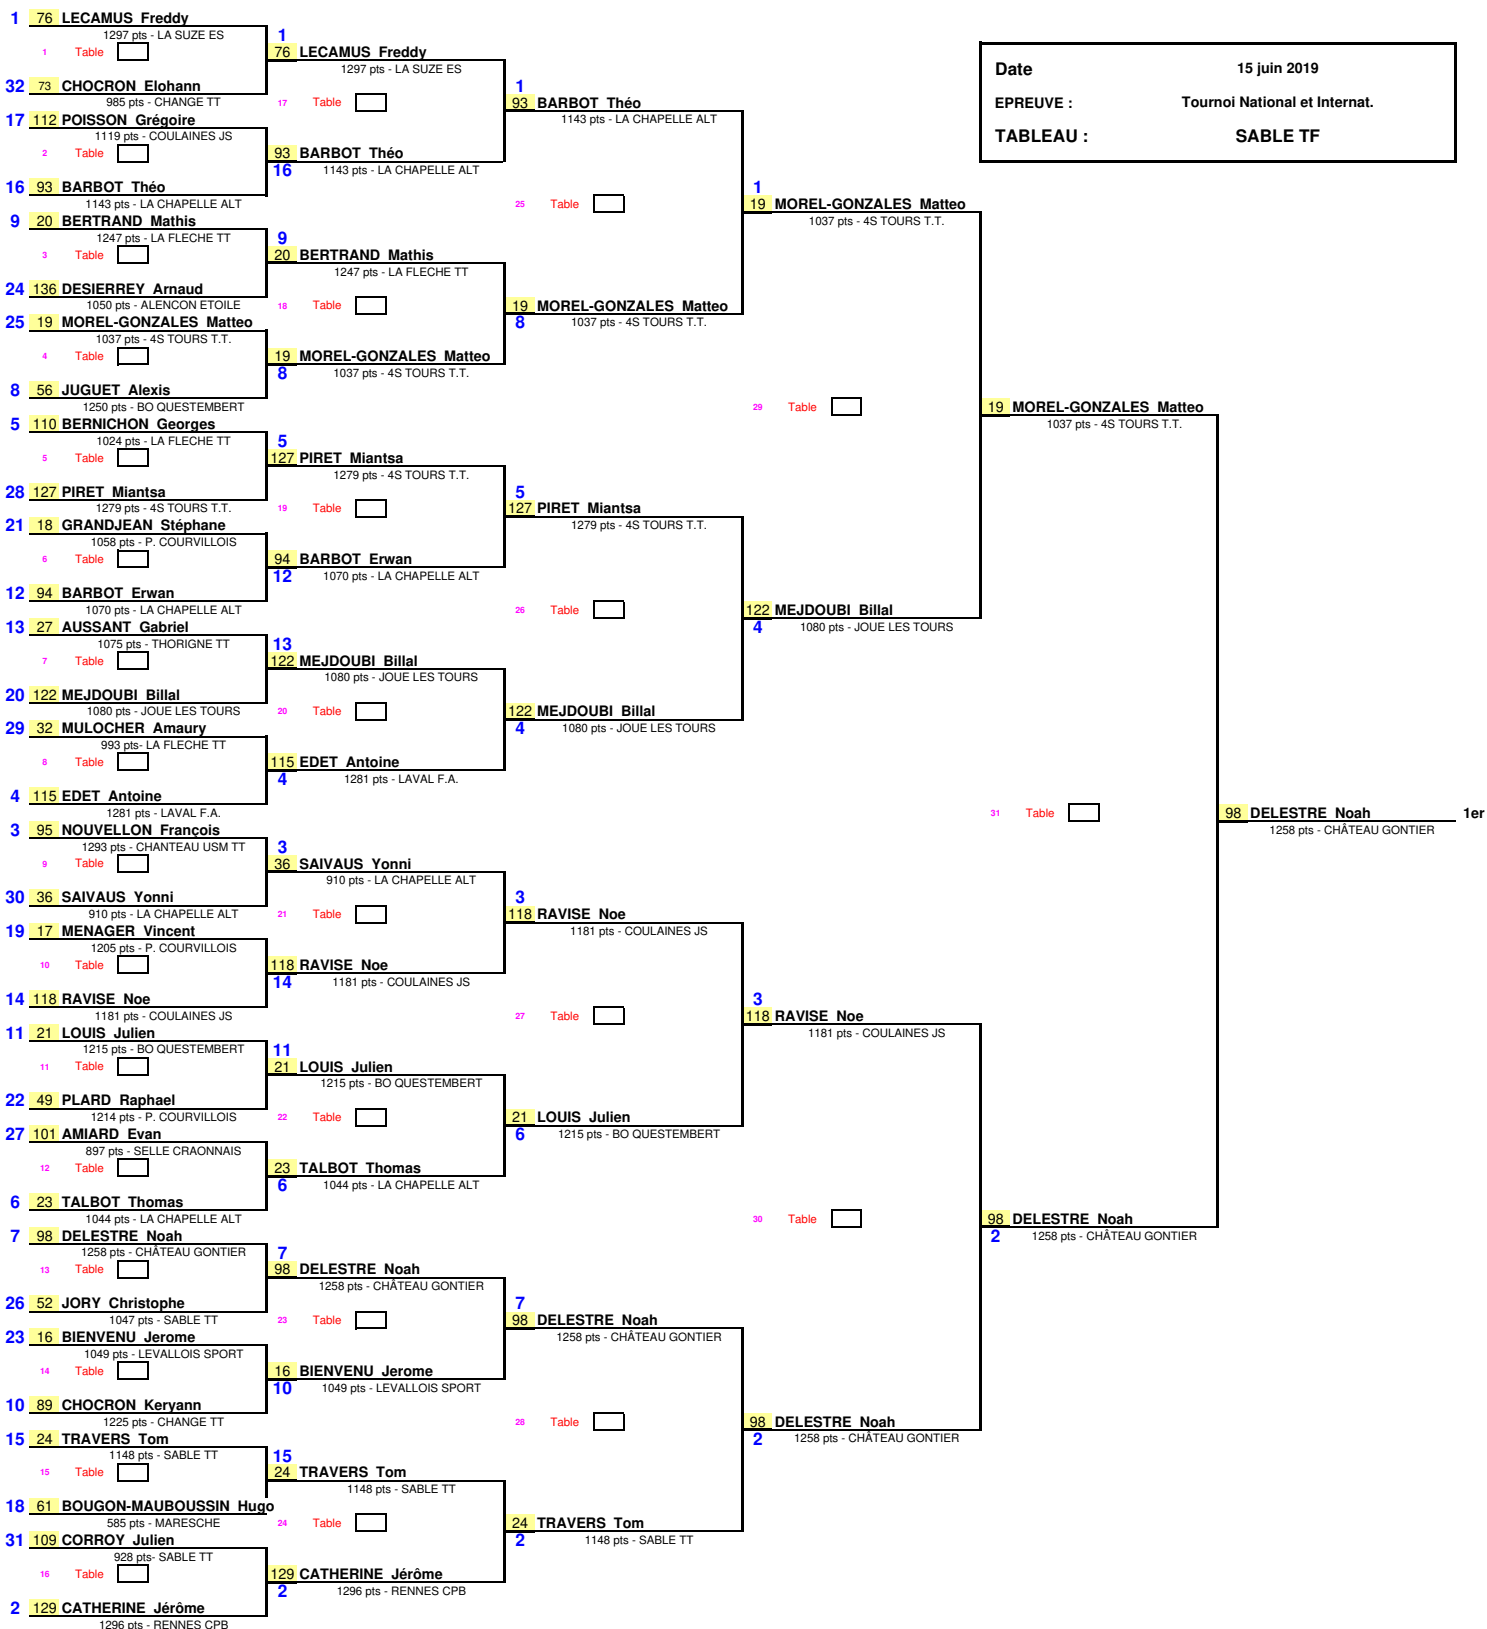 Date 15 juin 2019
EPREUVE : Tournoi National et Internat.
TABLEAU : SABLE TF
1 76 LECAMUS Freddy
1297 pts - LA SUZE ES
1 Table
32 73 CHOCRON Elohann
985 pts - CHANGE TT
17 112 POISSON Grégoire
1119 pts - COULAINES JS
2 Table
16 93 BARBOT Théo
1143 pts - LA CHAPELLE ALT
9 20 BERTRAND Mathis
1247 pts - LA FLECHE TT
3 Table
24 136 DESIERREY Arnaud
1050 pts - ALENCON ETOILE
25 19 MOREL-GONZALES Matteo
1037 pts - 4S TOURS T.T.
4 Table
8 56 JUGUET Alexis
1250 pts - BO QUESTEMBERT
5 110 BERNICHON Georges
1024 pts - LA FLECHE TT
5 Table
28 127 PIRET Miantsa
1279 pts - 4S TOURS T.T.
21 18 GRANDJEAN Stéphane
1058 pts - P. COURVILLOIS
6 Table
12 94 BARBOT Erwan
1070 pts - LA CHAPELLE ALT
13 27 AUSSANT Gabriel
1075 pts - THORIGNE TT
7 Table
20 122 MEJDOUBI Billal
1080 pts - JOUE LES TOURS
29 32 MULOCHER Amaury
993 pts- LA FLECHE TT
8 Table
4 115 EDET Antoine
1281 pts - LAVAL F.A.
3 95 NOUVELLON François
1293 pts - CHANTEAU USM TT
9 Table
30 36 SAIVAUS Yonni
910 pts - LA CHAPELLE ALT
19 17 MENAGER Vincent
1205 pts - P. COURVILLOIS
10 Table
14 118 RAVISE Noe
1181 pts - COULAINES JS
11 21 LOUIS Julien
1215 pts - BO QUESTEMBERT
11 Table
22 49 PLARD Raphael
1214 pts - P. COURVILLOIS
27 101 AMIARD Evan
897 pts - SELLE CRAONNAIS
12 Table
6 23 TALBOT Thomas
1044 pts - LA CHAPELLE ALT
7 98 DELESTRE Noah
1258 pts - CHÂTEAU GONTIER
13 Table
26 52 JORY Christophe
1047 pts - SABLE TT
23 16 BIENVENU Jerome
1049 pts - LEVALLOIS SPORT
14 Table
10 89 CHOCRON Keryann
1225 pts - CHANGE TT
15 24 TRAVERS Tom
1148 pts - SABLE TT
15 Table
18 61 BOUGON-MAUBOUSSIN Hugo
585 pts - MARESCHE
31 109 CORROY Julien
928 pts- SABLE TT
16 Table
2 129 CATHERINE Jérôme
1296 pts - RENNES CPB
1
76 LECAMUS Freddy
1297 pts - LA SUZE ES
17 Table
93 BARBOT Théo
16 1143 pts - LA CHAPELLE ALT
9
20 BERTRAND Mathis
1247 pts - LA FLECHE TT
18 Table
19 MOREL-GONZALES Matteo
8 1037 pts - 4S TOURS T.T.
5
127 PIRET Miantsa
1279 pts - 4S TOURS T.T.
19 Table
94 BARBOT Erwan
12 1070 pts - LA CHAPELLE ALT
13
122 MEJDOUBI Billal
1080 pts - JOUE LES TOURS
20 Table
115 EDET Antoine
4 1281 pts - LAVAL F.A.
3
36 SAIVAUS Yonni
910 pts - LA CHAPELLE ALT
21 Table
118 RAVISE Noe
14 1181 pts - COULAINES JS
11
21 LOUIS Julien
1215 pts - BO QUESTEMBERT
22 Table
23 TALBOT Thomas
6 1044 pts - LA CHAPELLE ALT
7
98 DELESTRE Noah
1258 pts - CHÂTEAU GONTIER
23 Table
16 BIENVENU Jerome
10 1049 pts - LEVALLOIS SPORT
15
24 TRAVERS Tom
1148 pts - SABLE TT
24 Table
129 CATHERINE Jérôme
2 1296 pts - RENNES CPB
1
93 BARBOT Théo
1143 pts - LA CHAPELLE ALT
25 Table
19 MOREL-GONZALES Matteo
8 1037 pts - 4S TOURS T.T.
5
127 PIRET Miantsa
1279 pts - 4S TOURS T.T.
26 Table
122 MEJDOUBI Billal
4 1080 pts - JOUE LES TOURS
3
118 RAVISE Noe
1181 pts - COULAINES JS
27 Table
21 LOUIS Julien
6 1215 pts - BO QUESTEMBERT
7
98 DELESTRE Noah
1258 pts - CHÂTEAU GONTIER
28 Table
24 TRAVERS Tom
2 1148 pts - SABLE TT
1
19 MOREL-GONZALES Matteo
1037 pts - 4S TOURS T.T.
29 Table
122 MEJDOUBI Billal
4 1080 pts - JOUE LES TOURS
3
118 RAVISE Noe
1181 pts - COULAINES JS
30 Table
98 DELESTRE Noah
2 1258 pts - CHÂTEAU GONTIER
19 MOREL-GONZALES Matteo
1037 pts - 4S TOURS T.T.
31 Table
98 DELESTRE Noah
2 1258 pts - CHÂTEAU GONTIER
98 DELESTRE Noah 1er
1258 pts - CHÂTEAU GONTIER